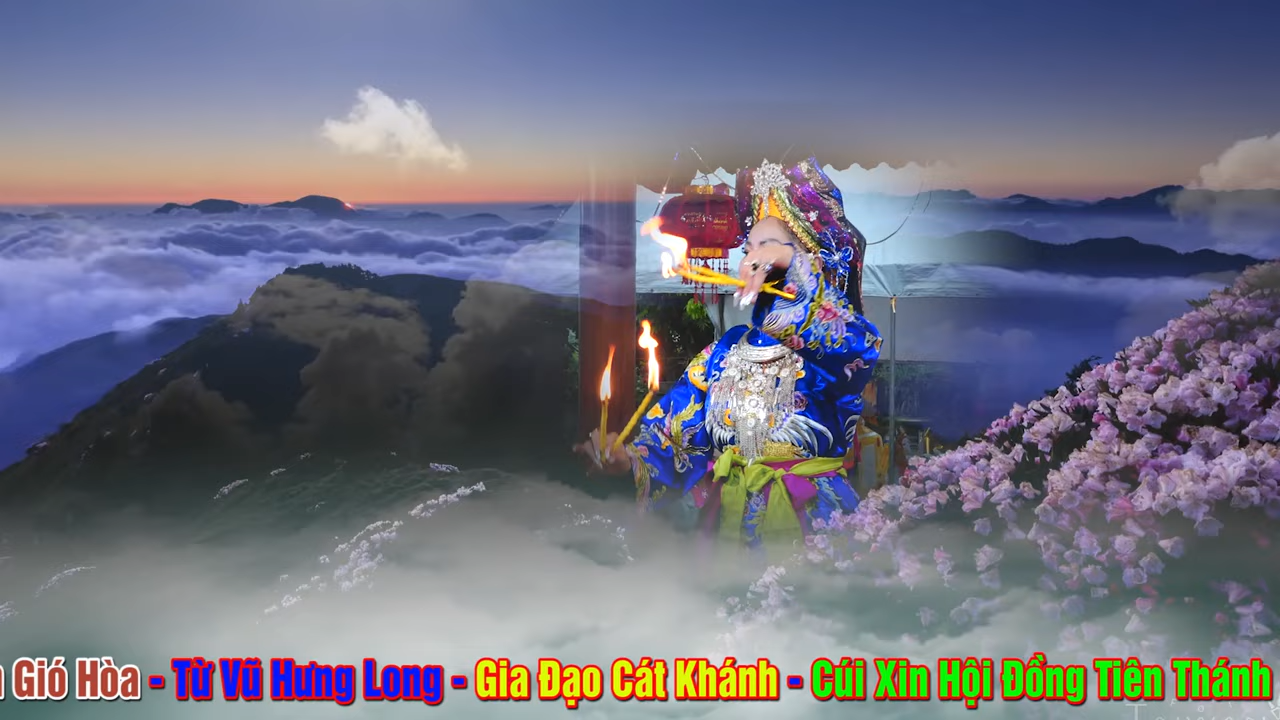 Gió Hòa - Từ Vũ Hưng Long - Gia Đạo Cát Khánh - Cúi Xin Hội Đồng Tiên Thánh